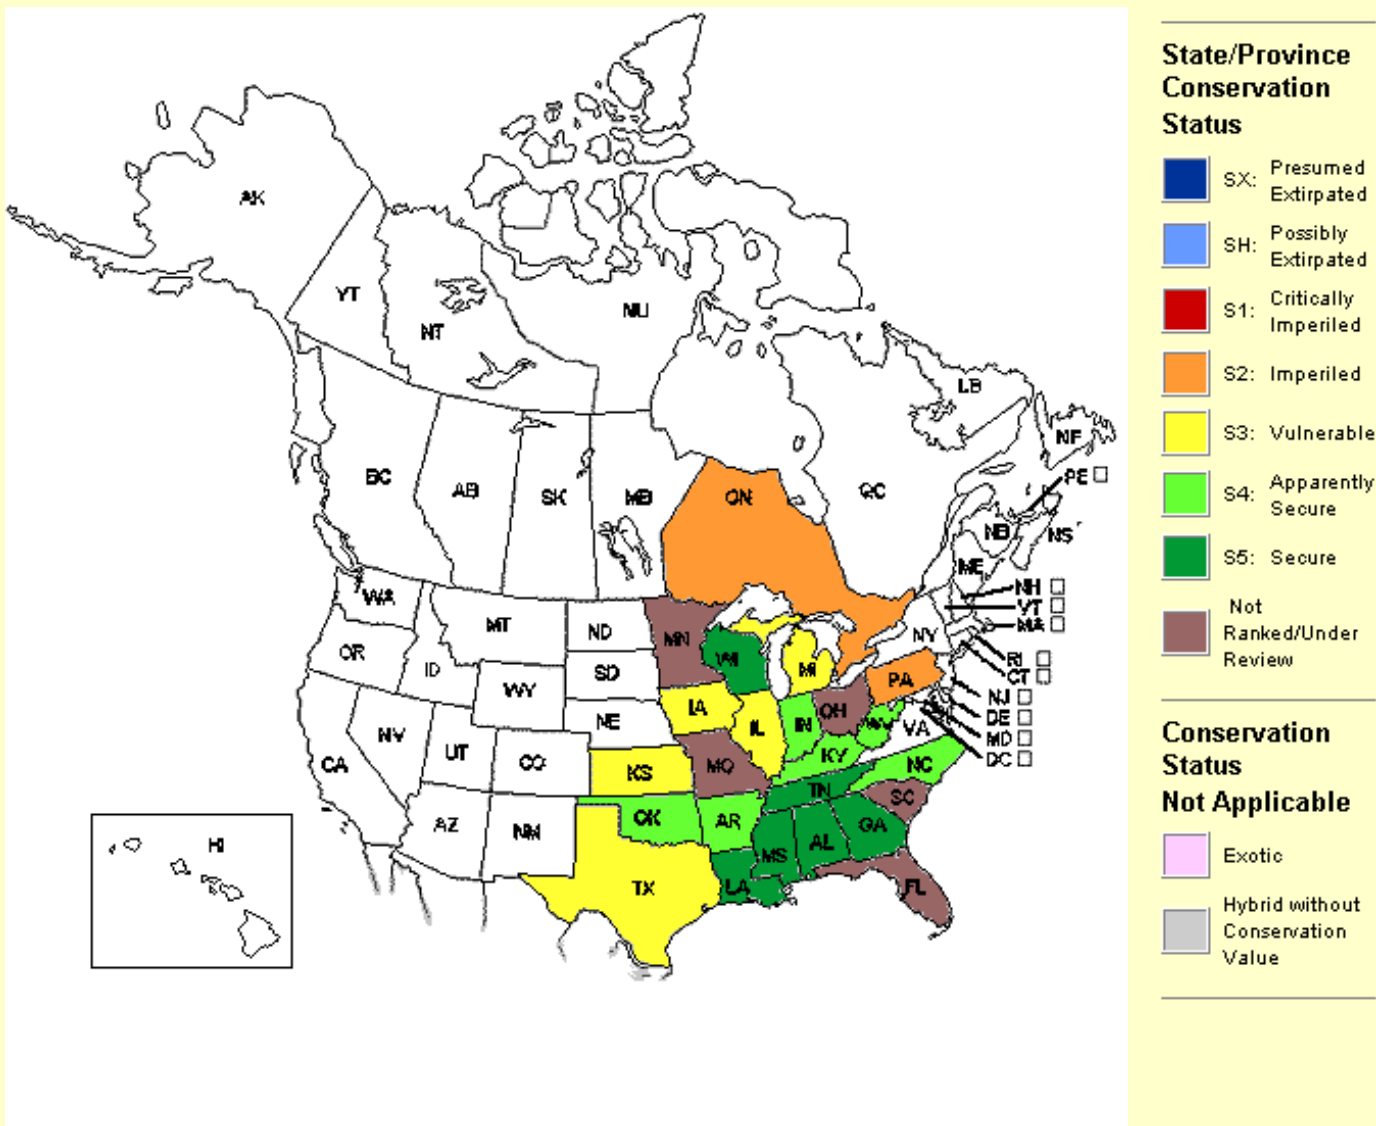 AK
YT
NT
NU
LB
NF
PE
BC
AB
SK
MB
ON
QC
NB
NS
ME
NH
VT
MA
WA
MT
ND
MN
NY
OR
ID
SD
WI
MI
RI
CT
WY
PA
NJ
NE
IA
DE
NV
IL
IN
OH
WV
VA
MD
UT
CO
KY
DC
CA
KS
MO
NC
TN
SC
AZ
NM
OK
AR
GA
HI
MS
AL
TX
LA
FL
State/Province
Conservation
Status
SX: Presumed
Extirpated
SH: Possibly
Extirpated
S1: Critically
Imperiled
S2: Imperiled
S3: Vulnerable
S4: Apparently
Secure
S5: Secure
Not
Ranked/Under
Review
Conservation
Status
Not Applicable
Exotic
Hybrid without
Conservation
Value